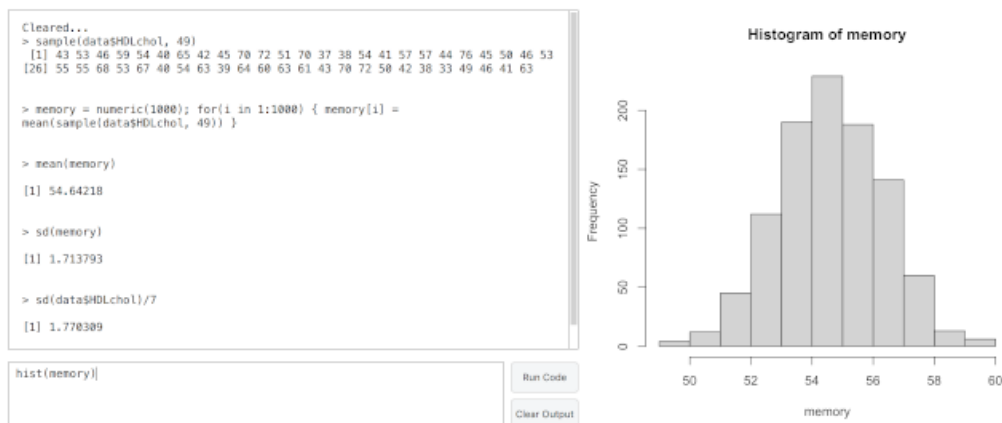 Cleared...
> sample(data$HDLchol, 49)
[1] 43 53 46 59 54 40 65 42 45 70 72 51 70 37 38 54 41 57 57 44 76 45 50 46 53
[26] 55 55 68 53 67 40 54 63 39 64 60 63 61 43 70 72 50 42 38 33 49 46 41 63
> memory = numeric(1000); for(i in 1:1000) { memory[i] =
mean(sample(data$HDLchol, 49)) }
> mean(memory)
[1] 54.64218
> sd(memory)
[1] 1.713793
> sd(data$HDLchol)/7
[1] 1.770309
hist(memory)
Run Code
Clear Output
Histogram of memory
Frequency
200
150
100
50
0
50 52 54 56 58 60
memory